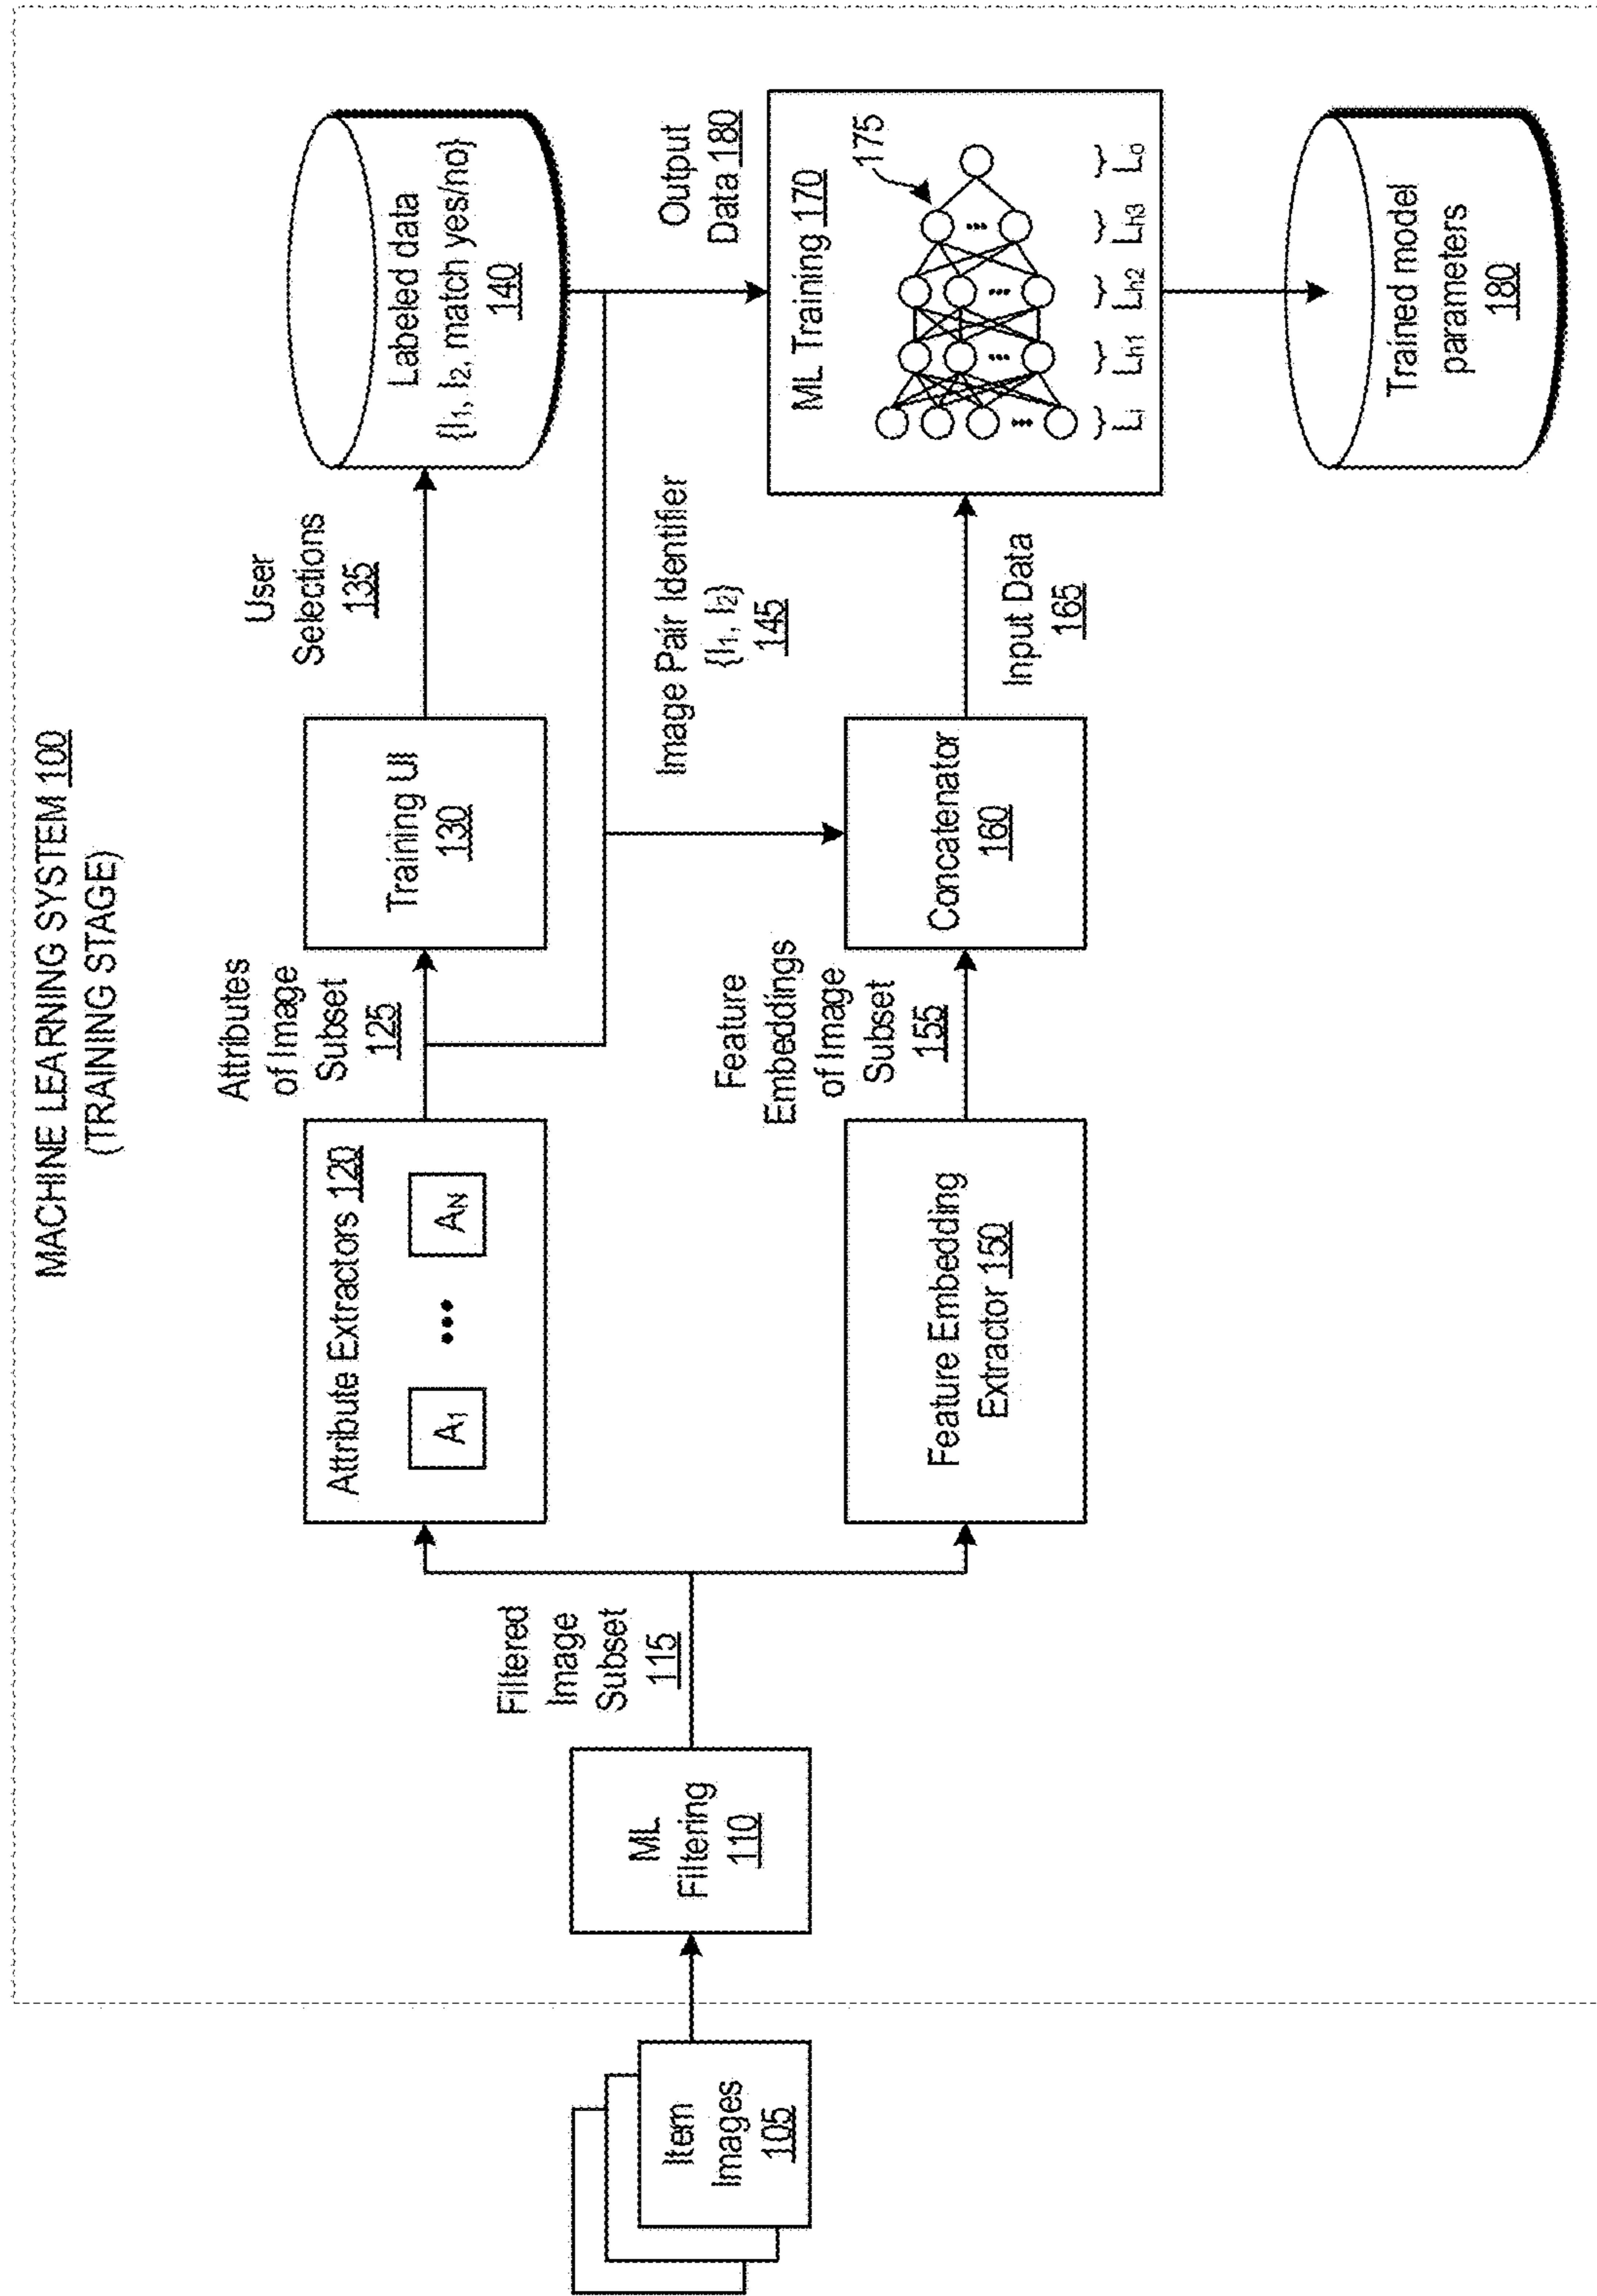 MACHINE LEARNING SYSTEM 100
(TRAINING STAGE)
Item
Images
105
ML
Filtering
110
Filtered
Image
Subset
115
Attribute Extractors 120
A1
•••
AN
Attributes
of Image
Subset
125
Training UI
130
User
Selections
135
Labeled data
{I1, I2, match yes/no}
140
Image Pair Identifier
{I1, I2}
145
Feature Embedding
Extractor 150
Feature
Embeddings
of Image
Subset
155
Concatenator
160
Input Data
165
Output
Data 180
ML Training 170
175
} } } } }
Li Lh1 Lh2 Lh3 Lo
Trained model
parameters
180